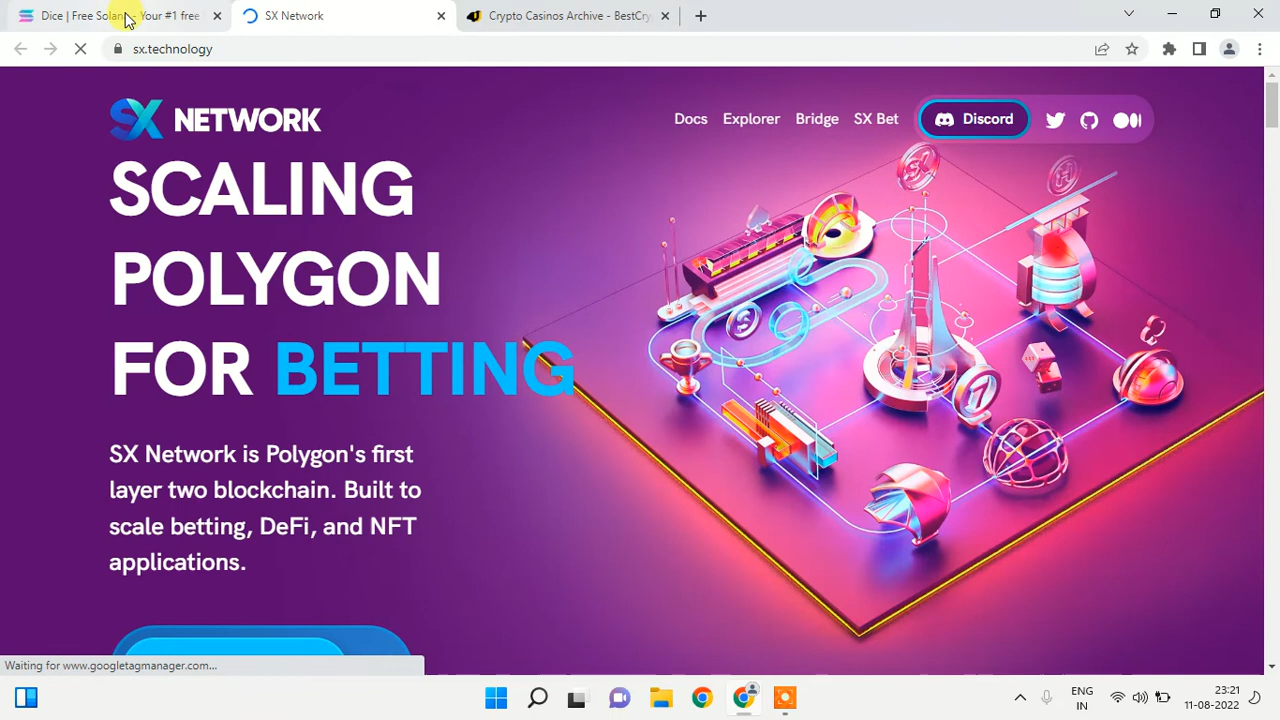 Dice | Free Solana - Your #1 free
SX Network
Crypto Casinos Archive - BestCry
sx.technology
SX NETWORK
Docs
Explorer
Bridge
SX Bet
Discord
SCALING
POLYGON
FOR BETTING
SX Network is Polygon's first
layer two blockchain. Built to
scale betting, DeFi, and NFT
applications.
Waiting for www.googletagmanager.com...
ENG
IN
23:21
11-08-2022